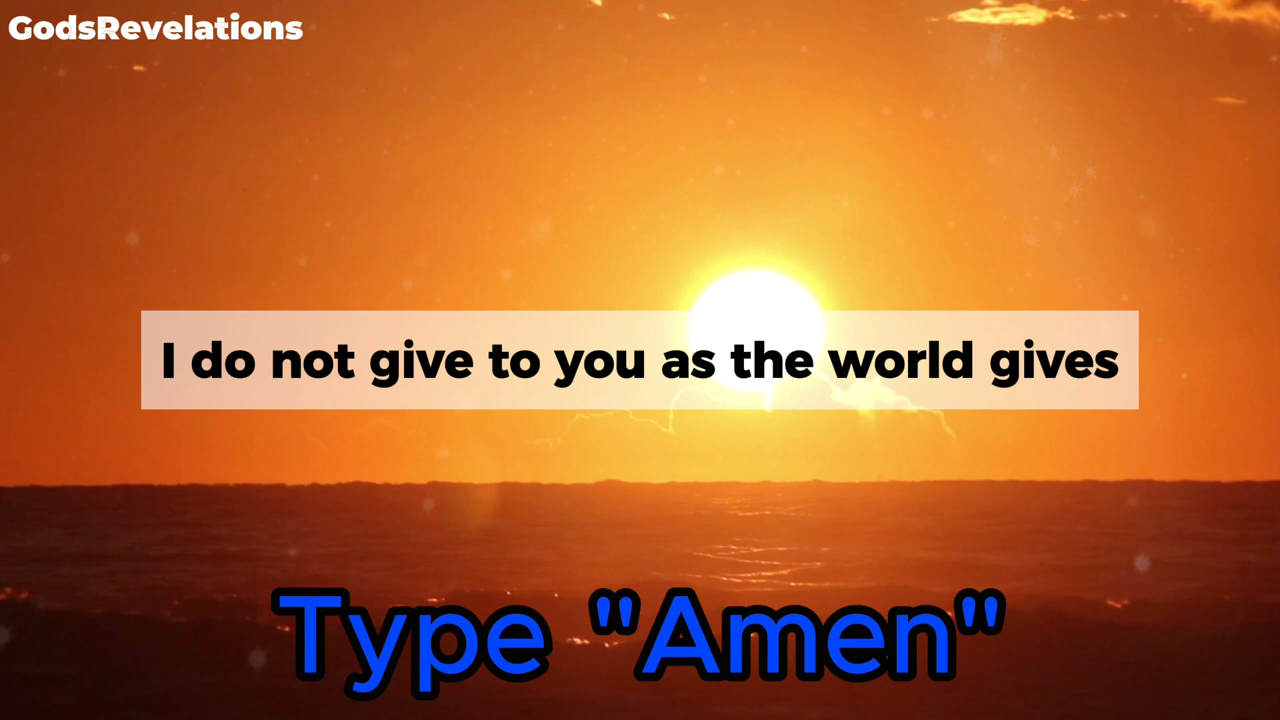 GodsRevelations
I do not give to you as the world gives
Type "Amen"